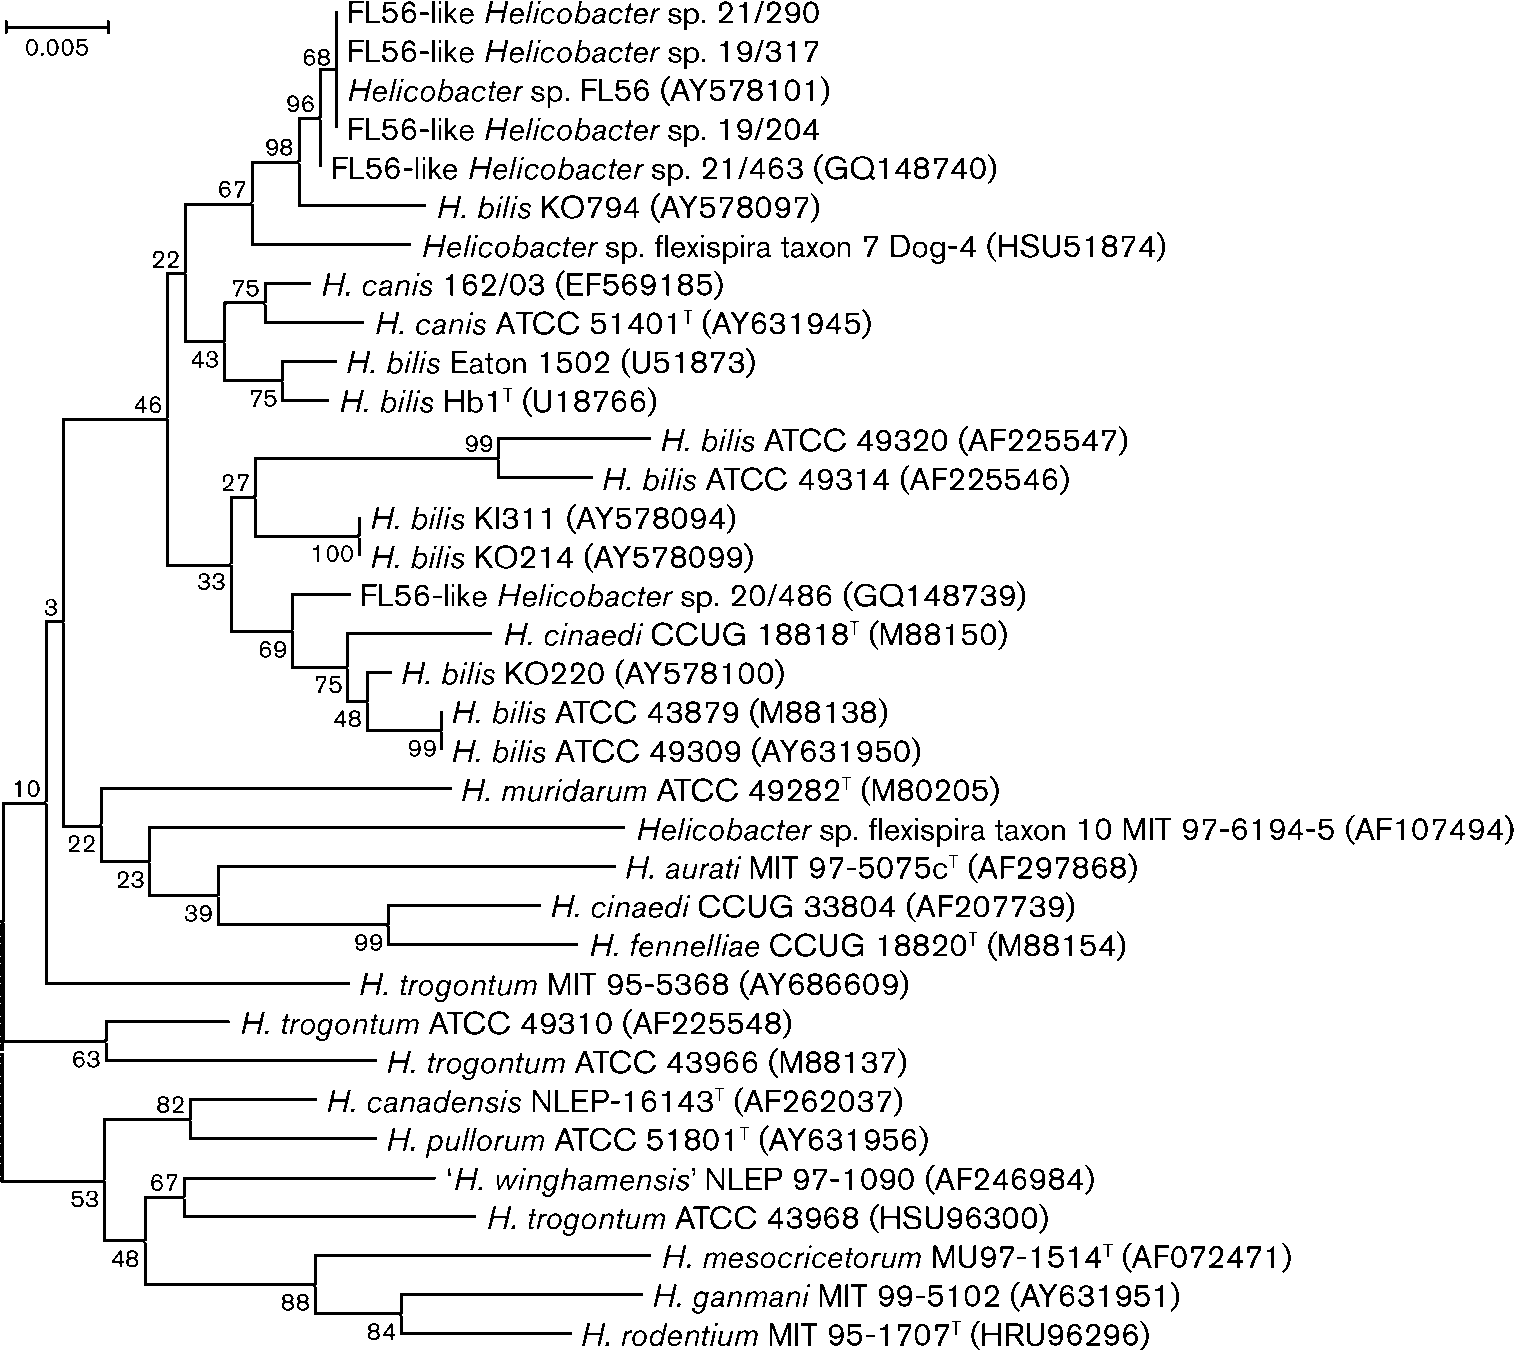 FL56-like Helicobacter sp. 21/290
0.005
FL56-like Helicobacter sp. 19/317
68
Helicobacter sp. FL56 (AY578101)
96
FL56-like Helicobacter sp. 19/204
98
FL56-like Helicobacter sp. 21/463 (GQ148740)
67
H. bilis KO794 (AY578097)
Helicobacter sp. flexispira taxon 7 Dog-4 (HSU51874)
22
75
H. canis 162/03 (EF569185)
H. canis ATCC 51401ᵀ (AY631945)
43
H. bilis Eaton 1502 (U51873)
75
H. bilis Hb1ᵀ (U18766)
46
99
H. bilis ATCC 49320 (AF225547)
H. bilis ATCC 49314 (AF225546)
27
H. bilis KI311 (AY578094)
100
H. bilis KO214 (AY578099)
33
FL56-like Helicobacter sp. 20/486 (GQ148739)
3
H. cinaedi CCUG 18818ᵀ (M88150)
69
H. bilis KO220 (AY578100)
75
H. bilis ATCC 43879 (M88138)
48
H. bilis ATCC 49309 (AY631950)
99
10
H. muridarum ATCC 49282ᵀ (M80205)
Helicobacter sp. flexispira taxon 10 MIT 97-6194-5 (AF107494)
22
H. aurati MIT 97-5075cᵀ (AF297868)
23
H. cinaedi CCUG 33804 (AF207739)
39
H. fennelliae CCUG 18820ᵀ (M88154)
99
H. trogontum MIT 95-5368 (AY686609)
H. trogontum ATCC 49310 (AF225548)
63
H. trogontum ATCC 43966 (M88137)
82
H. canadensis NLEP-16143ᵀ (AF262037)
H. pullorum ATCC 51801ᵀ (AY631956)
67
‘H. winghamensis’ NLEP 97-1090 (AF246984)
53
H. trogontum ATCC 43968 (HSU96300)
48
H. mesocricetorum MU97-1514ᵀ (AF072471)
88
H. ganmani MIT 99-5102 (AY631951)
84
H. rodentium MIT 95-1707ᵀ (HRU96296)